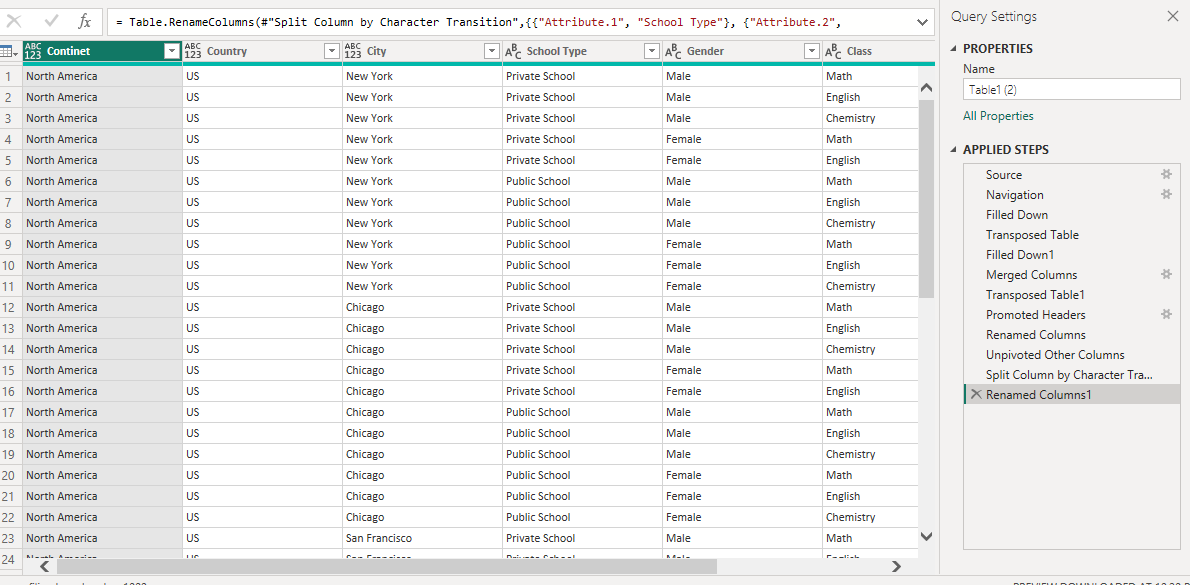 fx = Table.RenameColumns(#"Split Column by Character Transition",{{"Attribute.1", "School Type"}, {"Attribute.2",
ABC 123 Continet ABC 123 Country ABC 123 City ABC School Type ABC Gender ABC Class
1 North America US New York Private School Male Math
2 North America US New York Private School Male English
3 North America US New York Private School Male Chemistry
4 North America US New York Private School Female Math
5 North America US New York Private School Female English
6 North America US New York Public School Male Math
7 North America US New York Public School Male English
8 North America US New York Public School Male Chemistry
9 North America US New York Public School Female Math
10 North America US New York Public School Female English
11 North America US New York Public School Female Chemistry
12 North America US Chicago Private School Male Math
13 North America US Chicago Private School Male English
14 North America US Chicago Private School Male Chemistry
15 North America US Chicago Private School Female Math
16 North America US Chicago Private School Female English
17 North America US Chicago Public School Male Math
18 North America US Chicago Public School Male English
19 North America US Chicago Public School Male Chemistry
20 North America US Chicago Public School Female Math
21 North America US Chicago Public School Female English
22 North America US Chicago Public School Female Chemistry
23 North America US San Francisco Private School Male Math
24
Query Settings
PROPERTIES
Name
Table1 (2)
All Properties
APPLIED STEPS
Source
Navigation
Filled Down
Transposed Table
Filled Down1
Merged Columns
Transposed Table1
Promoted Headers
Renamed Columns
Unpivoted Other Columns
Split Column by Character Tra...
Renamed Columns1